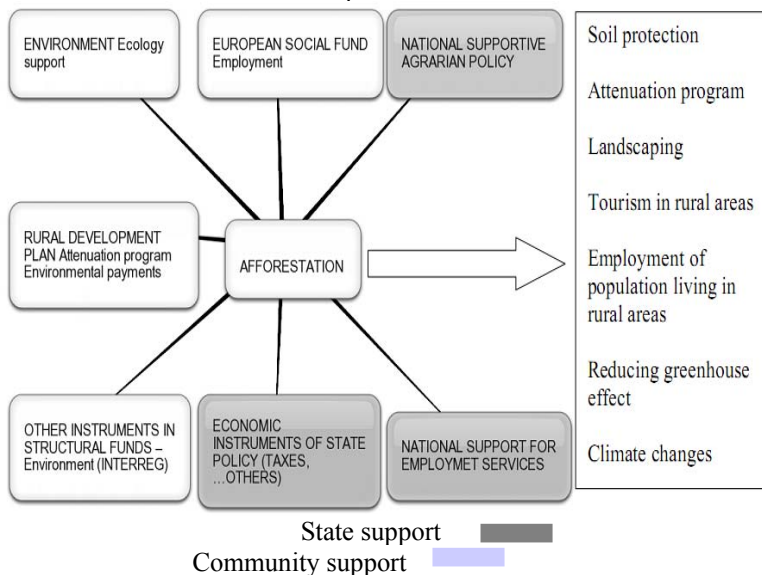 ENVIRONMENT Ecology
support
EUROPEAN SOCIAL FUND
Employment
NATIONAL SUPPORTIVE
AGRARIAN POLICY
RURAL DEVELOPMENT
PLAN Attenuation program
Environmental payments
AFFORESTATION
OTHER INSTRUMENTS IN
STRUCTURAL FUNDS –
Environment (INTERREG)
ECONOMIC
INSTRUMENTS OF STATE
POLICY (TAXES,
…OTHERS)
NATIONAL SUPPORT FOR
EMPLOYMET SERVICES
Soil protection
Attenuation program
Landscaping
Tourism in rural areas
Employment of
population living in
rural areas
Reducing greenhouse
effect
Climate changes
State support
Community support